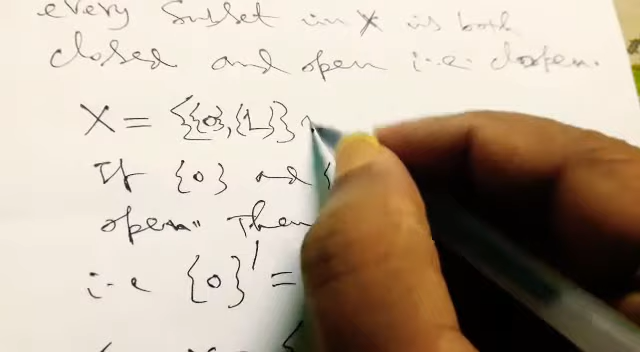 every subset in X is both
closed and open i.e. clopen.
X = {{0},{1}}
If {0} and {
open" Then
i.e {0}' =
{